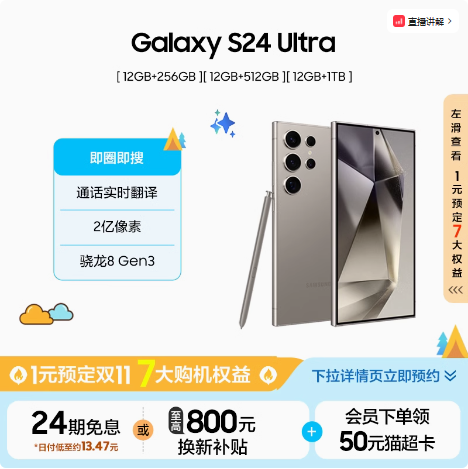 直播讲解 >
Galaxy S24 Ultra
[ 12GB+256GB ][ 12GB+512GB ][ 12GB+1TB ]
即圈即搜
通话实时翻译
2亿像素
骁龙8 Gen3
左滑查看 1元预定7大权益 <<<
SAMSUNG
1元预定双11 7大购机权益
下拉详情页立即预约
24期免息
*日付低至约13.47元
或
至高800元
换新补贴
+
会员下单领
50元猫超卡